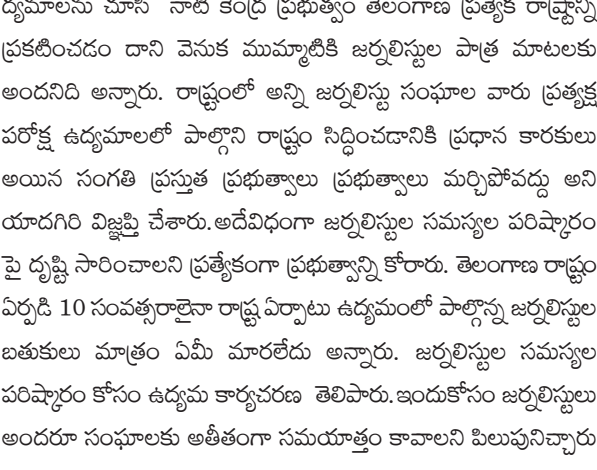 ద్యమాలను చూసి నాటి కేంద్ర ప్రభుత్వం తెలంగాణ ప్రత్యేక రాష్ట్రాన్ని
ప్రకటించడం దాని వెనుక ముమ్మాటికి జర్నలిస్టుల పాత్ర మాటలకు
అందనిది అన్నారు. రాష్ట్రంలో అన్ని జర్నలిస్టు సంఘాల వారు ప్రత్యక్ష
పరోక్ష ఉద్యమాలలో పాల్గొని రాష్ట్రం సిద్ధించడానికి ప్రధాన కారకులు
అయిన సంగతి ప్రస్తుత ప్రభుత్వాలు ప్రభుత్వాలు మర్చిపోవద్దు అని
యాదగిరి విజ్ఞప్తి చేశారు.అదేవిధంగా జర్నలిస్టుల సమస్యల పరిష్కారం
పై దృష్టి సారించాలని ప్రత్యేకంగా ప్రభుత్వాన్ని కోరారు. తెలంగాణ రాష్ట్రం
ఏర్పడి 10 సంవత్సరాలైనా రాష్ట్ర ఏర్పాటు ఉద్యమంలో పాల్గొన్న జర్నలిస్టుల
బతుకులు మాత్రం ఏమీ మారలేదు అన్నారు. జర్నలిస్టుల సమస్యల
పరిష్కారం కోసం ఉద్యమ కార్యచరణ తెలిపారు.ఇందుకోసం జర్నలిస్టులు
అందరూ సంఘాలకు అతీతంగా సమయాత్తం కావాలని పిలుపునిచ్చారు